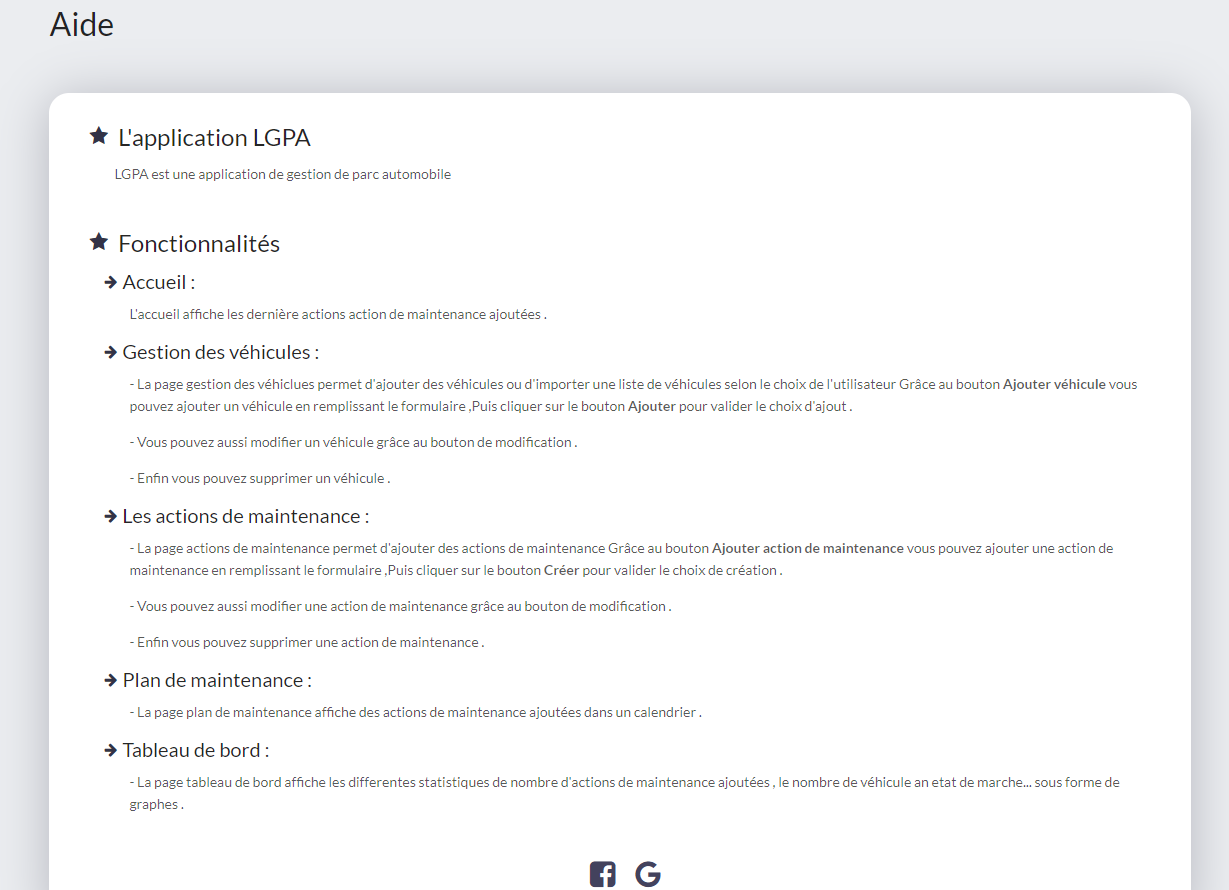 Aide
L'application LGPA
LGPA est une application de gestion de parc automobile
Fonctionnalités
Accueil :
L'accueil affiche les dernière actions action de maintenance ajoutées .
Gestion des véhicules :
- La page gestion des véhiclues permet d'ajouter des véhicules ou d'importer une liste de véhicules selon le choix de l'utilisateur Grâce au bouton Ajouter véhicule vous
pouvez ajouter un véhicule en remplissant le formulaire ,Puis cliquer sur le bouton Ajouter pour valider le choix d'ajout .
- Vous pouvez aussi modifier un véhicule grâce au bouton de modification .
- Enfin vous pouvez supprimer un véhicule .
Les actions de maintenance :
- La page actions de maintenance permet d'ajouter des actions de maintenance Grâce au bouton Ajouter action de maintenance vous pouvez ajouter une action de
maintenance en remplissant le formulaire ,Puis cliquer sur le bouton Créer pour valider le choix de création .
- Vous pouvez aussi modifier une action de maintenance grâce au bouton de modification .
- Enfin vous pouvez supprimer une action de maintenance .
Plan de maintenance :
- La page plan de maintenance affiche des actions de maintenance ajoutées dans un calendrier .
Tableau de bord :
- La page tableau de bord affiche les differentes statistiques de nombre d'actions de maintenance ajoutées , le nombre de véhicule an etat de marche... sous forme de
graphes .